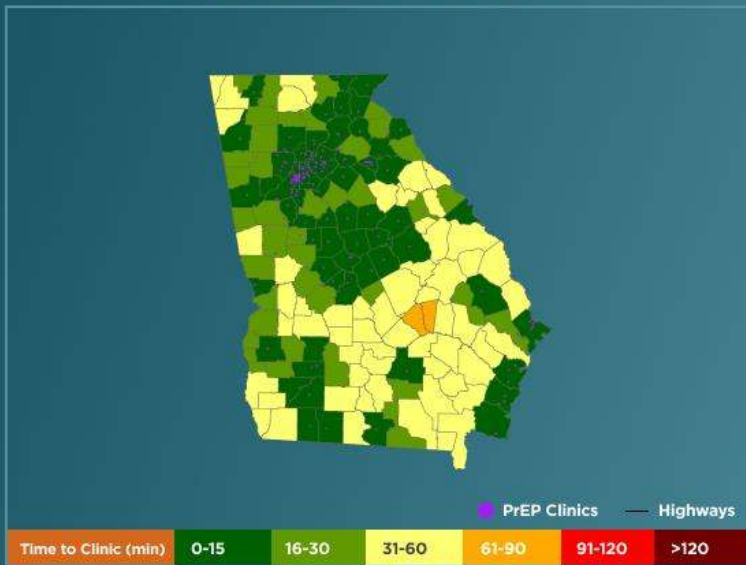 PrEP Clinics
Highways
Time to Clinic (min) 0-15 16-30 31-60 61-90 91-120 >120